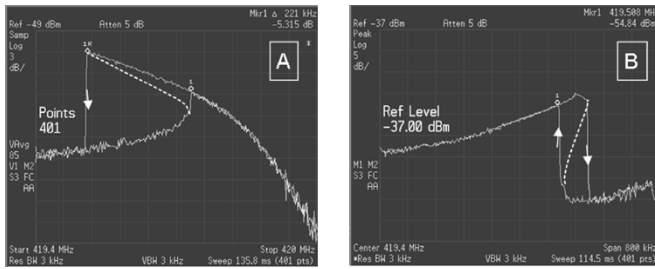 Mkr1 Δ 221 kHz
Ref -49 dBm
Atten 5 dB
-5.315 dB
Samp
Log
3
dB/
1R
1
A
*
Points
401
VAvg
85
V1 M2
S3 FC
AA
Start 419.4 MHz
Stop 420 MHz
Res BW 3 kHz
VBW 3 kHz
Sweep 135.8 ms (401 pts)
Mkr1 419.508 MH
Ref -37 dBm
Atten 5 dB
-54.84 dBm
Peak
Log
5
dB/
1
B
Ref Level
-37.00 dBm
M1 M2
S3 FC
AA
Center 419.4 MHz
Span 800 kHz
*Res BW 3 kHz
VBW 3 kHz
Sweep 114.5 ms (401 pts)